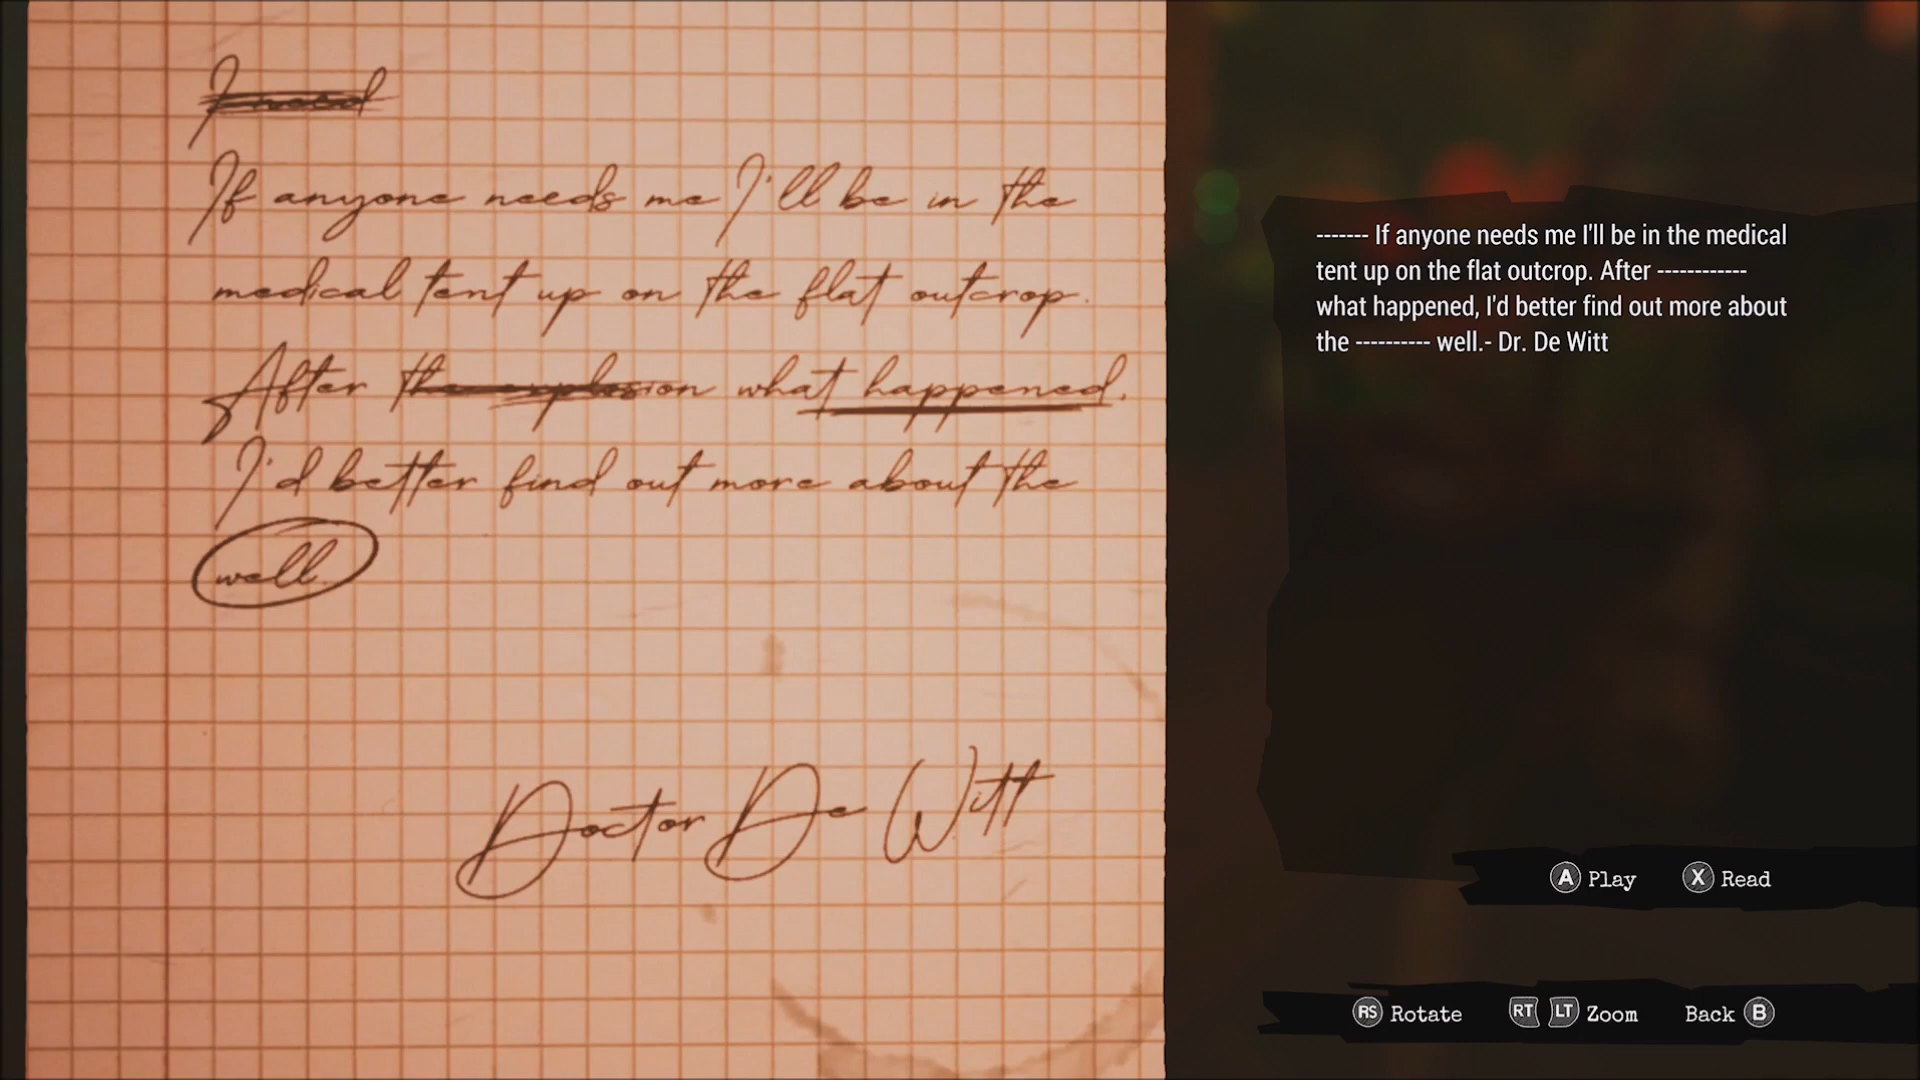 I need
If anyone needs me I'll be in the
medical tent up on the flat outcrop.
After the explosion what happened.
I'd better find out more about the
well.
Doctor De Witt
------- If anyone needs me I'll be in the medical
tent up on the flat outcrop. After ------------
what happened, I'd better find out more about
the ---------- well.- Dr. De Witt
A Play X Read
RS Rotate RT LT Zoom Back B